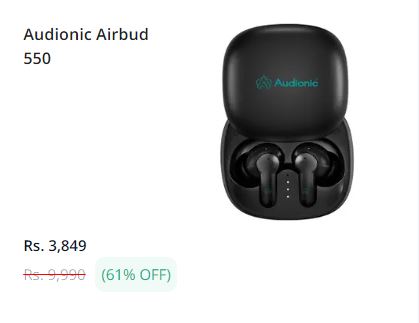 Audionic Airbud
550
Audionic
Rs. 3,849
Rs. 9,990 (61% OFF)